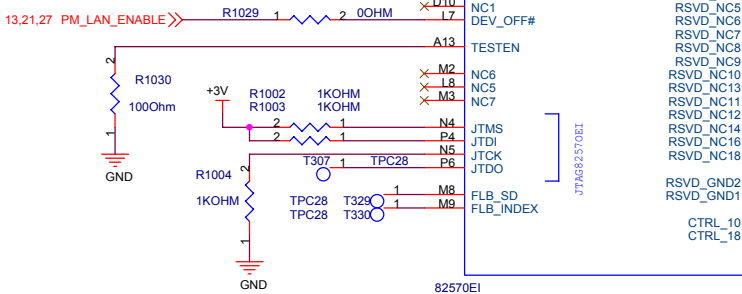 D10 NC1 RSVD_NC5
13,21,27 PM_LAN_ENABLE R1029 1 2 0OHM L7 DEV_OFF# RSVD_NC7
RSVD_NC8
A13 TESTEN RSVD_NC9
2 M2 NC6 RSVD_NC10
R1030 +3V R1002 1KOHM L8 NC5 RSVD_NC13
100Ohm R1003 1KOHM M3 NC7 RSVD_NC11
RSVD_NC12
2 1 N4 JTMS RSVD_NC14
1 2 1 P4 JTDI RSVD_NC16
N5 JTCK RSVD_NC18
GND 2 T307 1 TPC28 P6 JTDO
JTAG82570EI
R1004 RSVD_GND2
1KOHM TPC28 T329 1 M8 FLB_SD RSVD_GND1
TPC28 T330 1 M9 FLB_INDEX
1 CTRL_10
CTRL_18
GND 82570EI